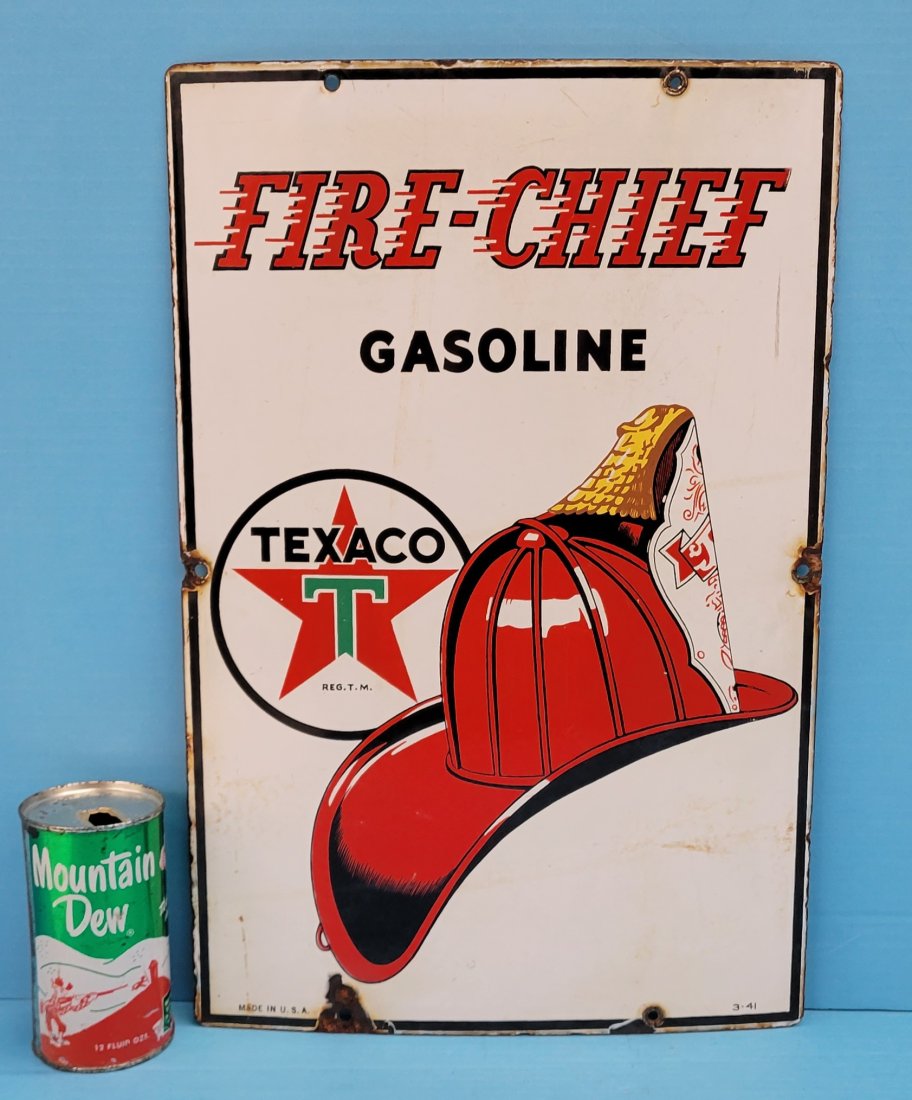 FIRE-CHIEF
GASOLINE
TEXACO
T
REG. T. M.
MADE IN U.S.A.
3-41
Mountain
Dew®
12 FLUID OZS.